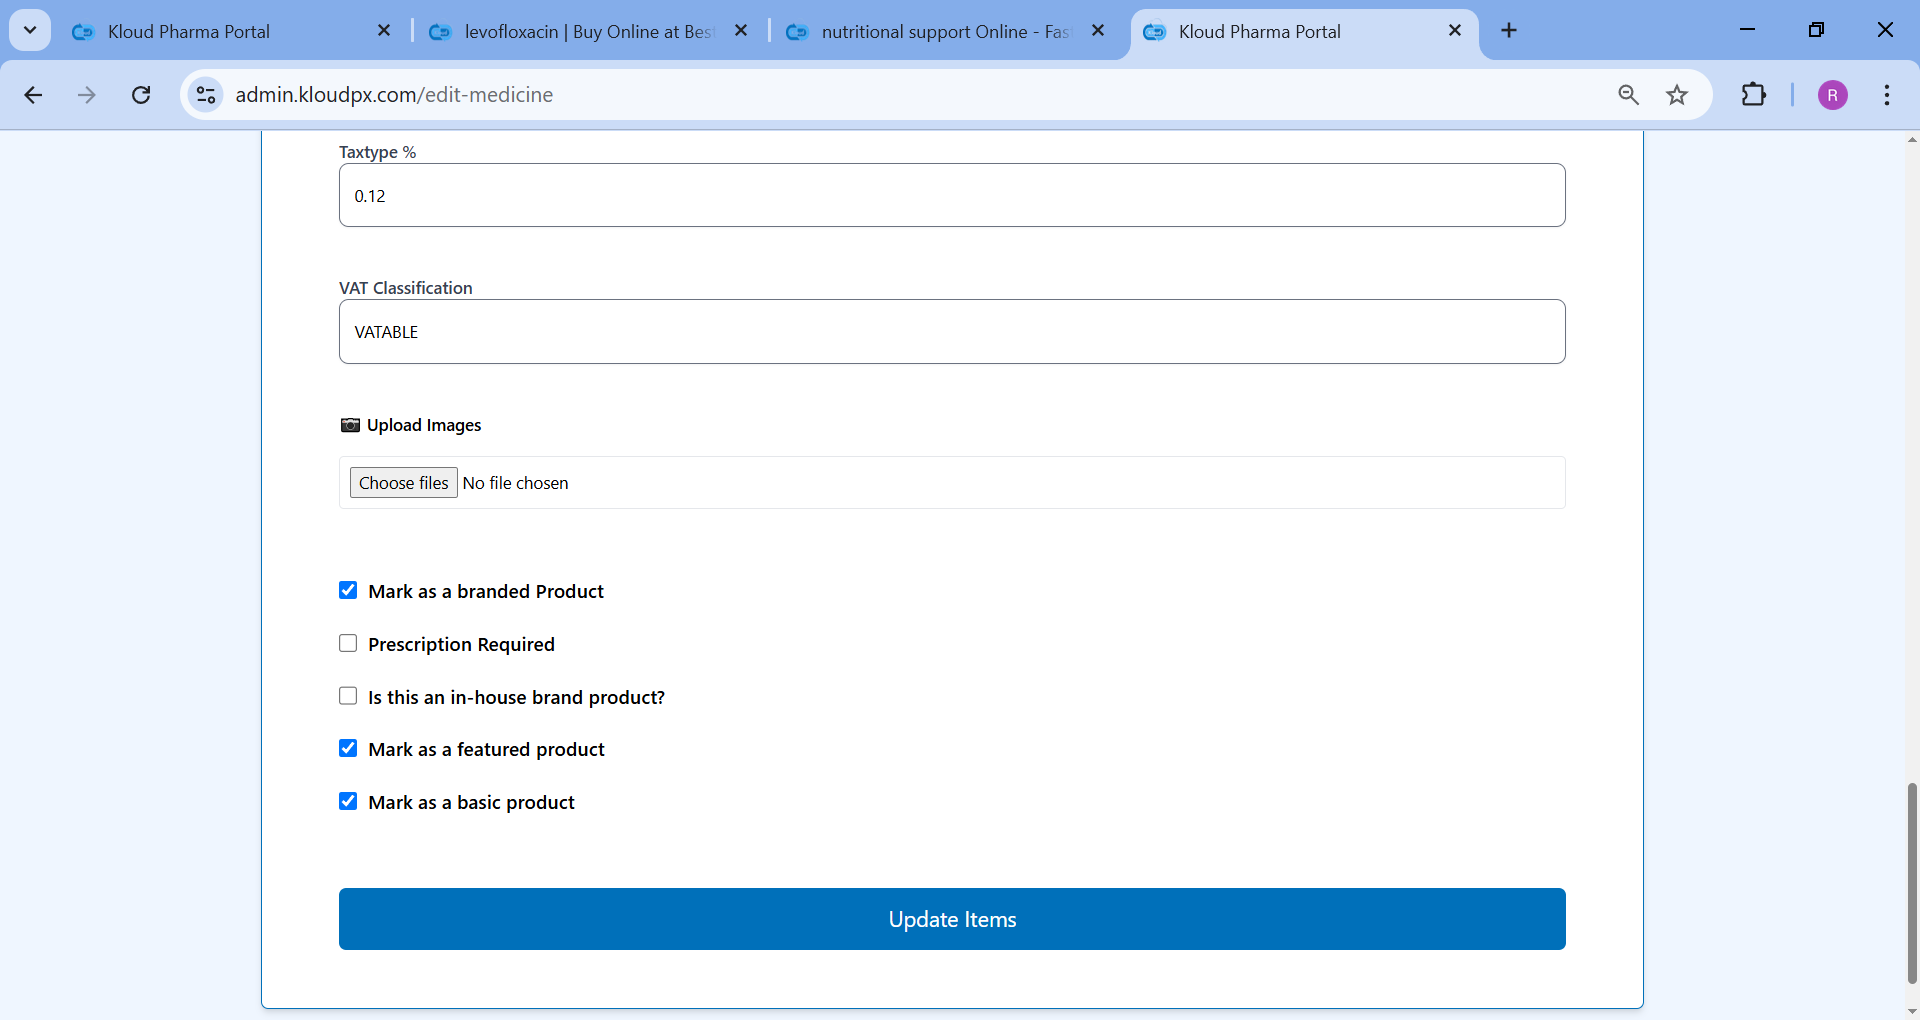 Kloud Pharma Portal
levofloxacin | Buy Online at Bes
nutritional support Online - Fas
Kloud Pharma Portal
admin.kloudpx.com/edit-medicine
R
Taxtype %
0.12
VAT Classification
VATABLE
Upload Images
Choose files No file chosen
Mark as a branded Product
Prescription Required
Is this an in-house brand product?
Mark as a featured product
Mark as a basic product
Update Items